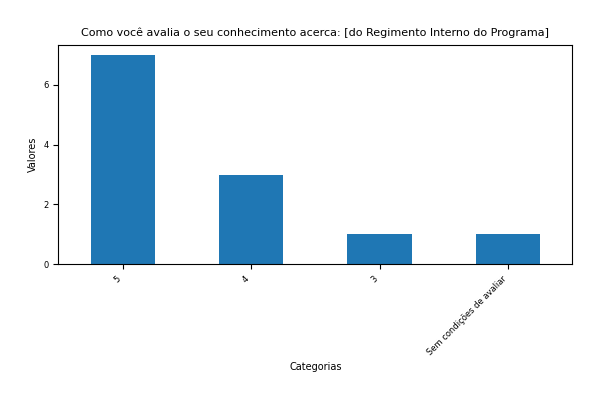 Como você avalia o seu conhecimento acerca: [do Regimento Interno do Programa]
Valores
6
4
2
0
5
4
3
Sem condições de avaliar
Categorias